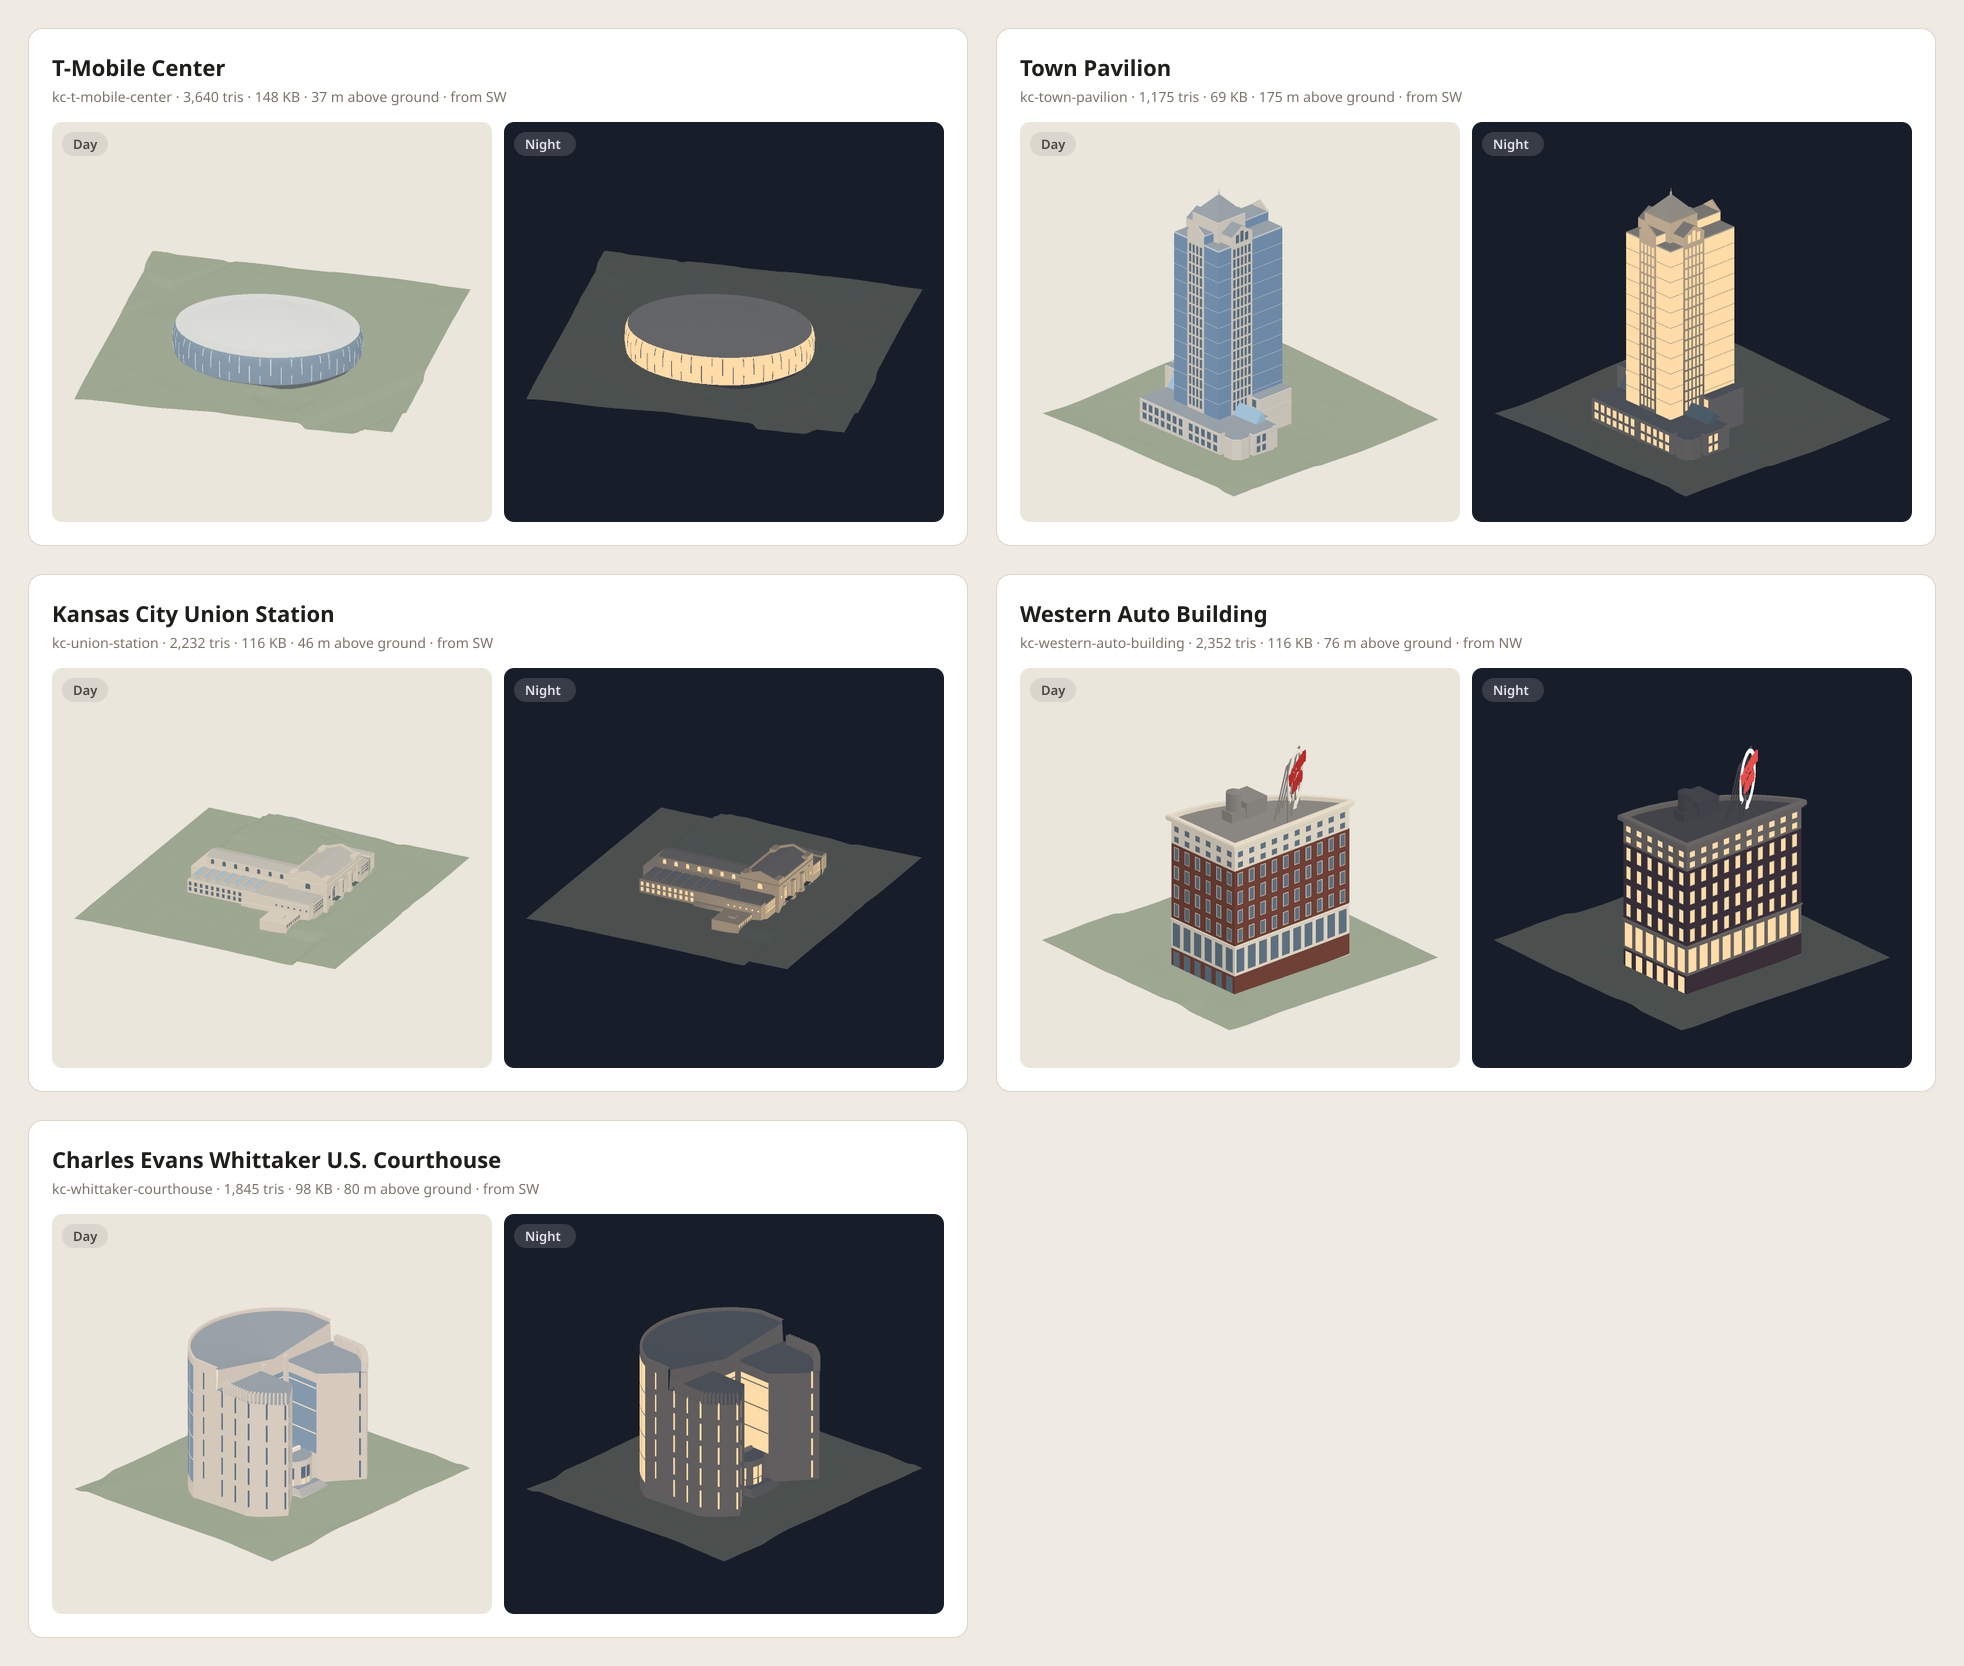 T-Mobile Center
kc-t-mobile-center · 3,640 tris · 148 KB · 37 m above ground · from SW
Day
Night
Town Pavilion
kc-town-pavilion · 1,175 tris · 69 KB · 175 m above ground · from SW
Day
Night
Kansas City Union Station
kc-union-station · 2,232 tris · 116 KB · 46 m above ground · from SW
Day
Night
Western Auto Building
kc-western-auto-building · 2,352 tris · 116 KB · 76 m above ground · from NW
Day
Night
Charles Evans Whittaker U.S. Courthouse
kc-whittaker-courthouse · 1,845 tris · 98 KB · 80 m above ground · from SW
Day
Night